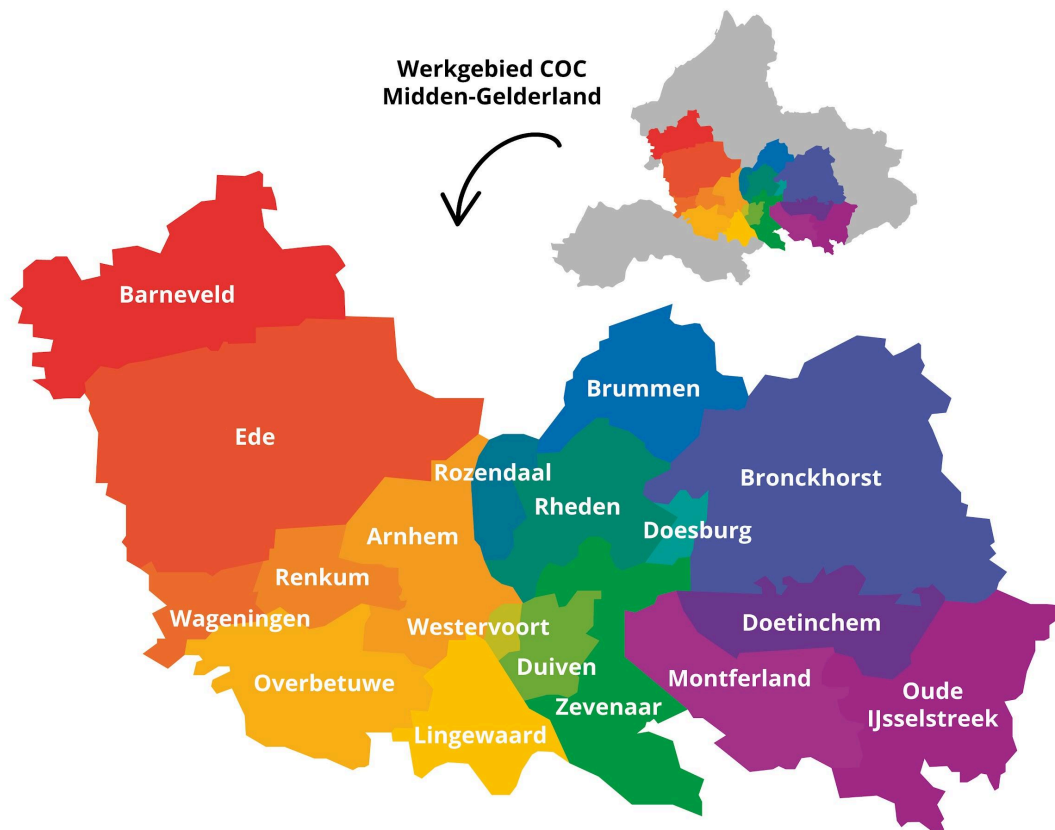 Werkgebied COC
Midden-Gelderland
Barneveld
Brummen
Ede
Rozendaal
Bronckhorst
Rheden
Arnhem
Doesburg
Renkum
Wageningen
Westervoort
Doetinchem
Duiven
Overbetuwe
Montferland
Zevenaar
Oude
IJsselstreek
Lingewaard